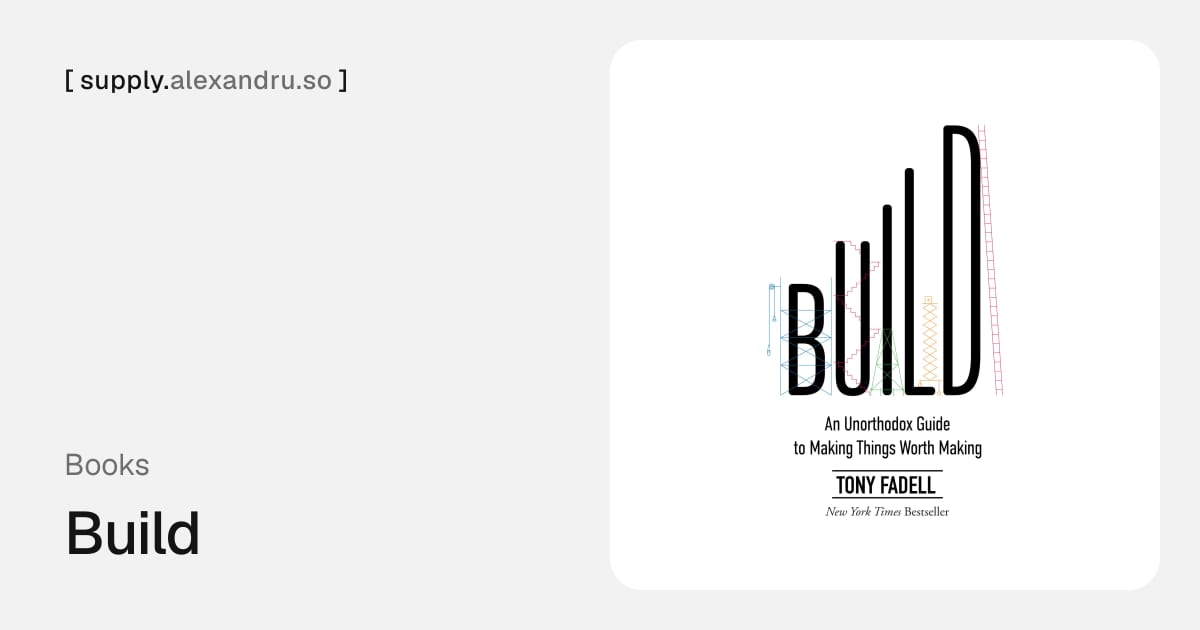 [ supply.alexandru.so ]
Books
Build
BUILD
An Unorthodox Guide
to Making Things Worth Making
TONY FADELL
New York Times Bestseller